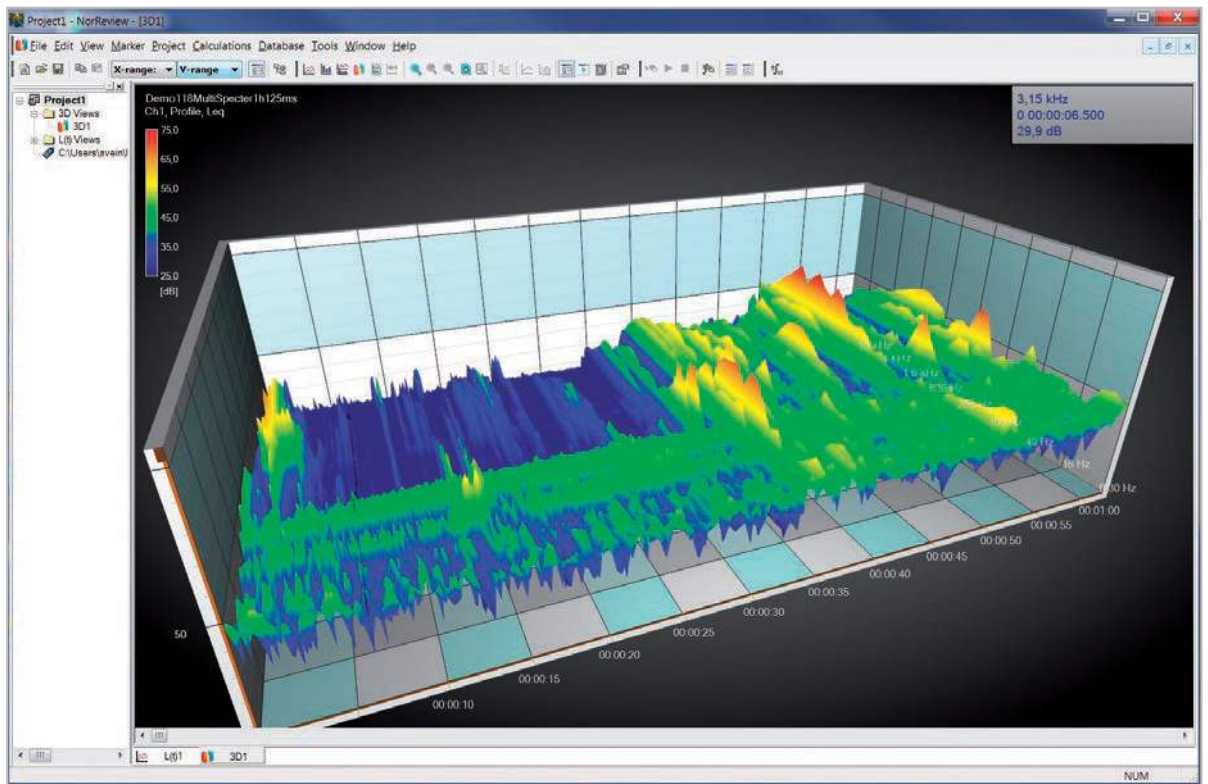 Project1 - NorReview - [3D1]
File Edit View Marker Project Calculations Database Tools Window Help
X-range: Y-range
Project1
3D Views
3D1
L(t) Views
Demo118MultiSpecter1h125ms
Ch1, Profile, Leq
75,0
65,0
55,0
45,0
35,0
25,0
[dB]
3,15 kHz
0 00:00:06.500
29,9 dB
50
40 Hz
16 Hz
00:01:00
00:00:55
00:00:50
00:00:45
00:00:40
00:00:35
00:00:30
00:00:25
00:00:20
00:00:15
00:00:10
L(t)1 3D1
NUM